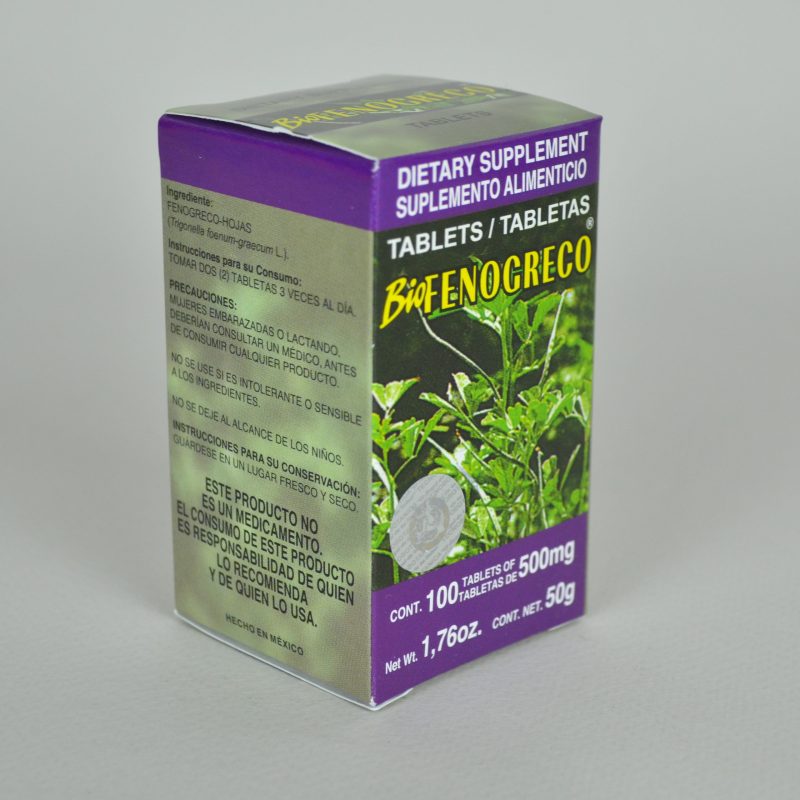 BioFENOGRECO
TABLETS
DIETARY SUPPLEMENT
SUPLEMENTO ALIMENTICIO
TABLETS / TABLETAS
BioFENOGRECO®
CONT. 100 TABLETS OF 500mg
TABLETAS DE
Net Wt. 1,76oz. CONT. NET. 50g
Ingrediente:
FENOGRECO-HOJAS
(Trigonella foenum-graecum L.).
Instrucciones para su Consumo:
TOMAR DOS (2) TABLETAS 3 VECES AL DÍA.
PRECAUCIONES:
MUJERES EMBARAZADAS O LACTANDO,
DEBERÍAN CONSULTAR UN MÉDICO, ANTES
DE CONSUMIR CUALQUIER PRODUCTO.
NO SE USE SI ES INTOLERANTE O SENSIBLE
A LOS INGREDIENTES.
NO SE DEJE AL ALCANCE DE LOS NIÑOS.
INSTRUCCIONES PARA SU CONSERVACIÓN:
GUARDESE EN UN LUGAR FRESCO Y SECO.
ESTE PRODUCTO NO
ES UN MEDICAMENTO.
EL CONSUMO DE ESTE PRODUCTO
ES RESPONSABILIDAD DE QUIEN
LO RECOMIENDA
Y DE QUIEN LO USA.
HECHO EN MÉXICO